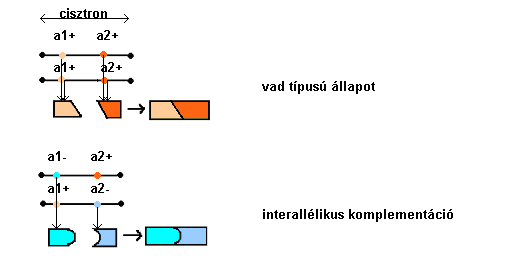 cisztron
a1+ a2+
a1+ a2+
vad típusú állapot
a1- a2+
a1+ a2-
interallélikus komplementáció